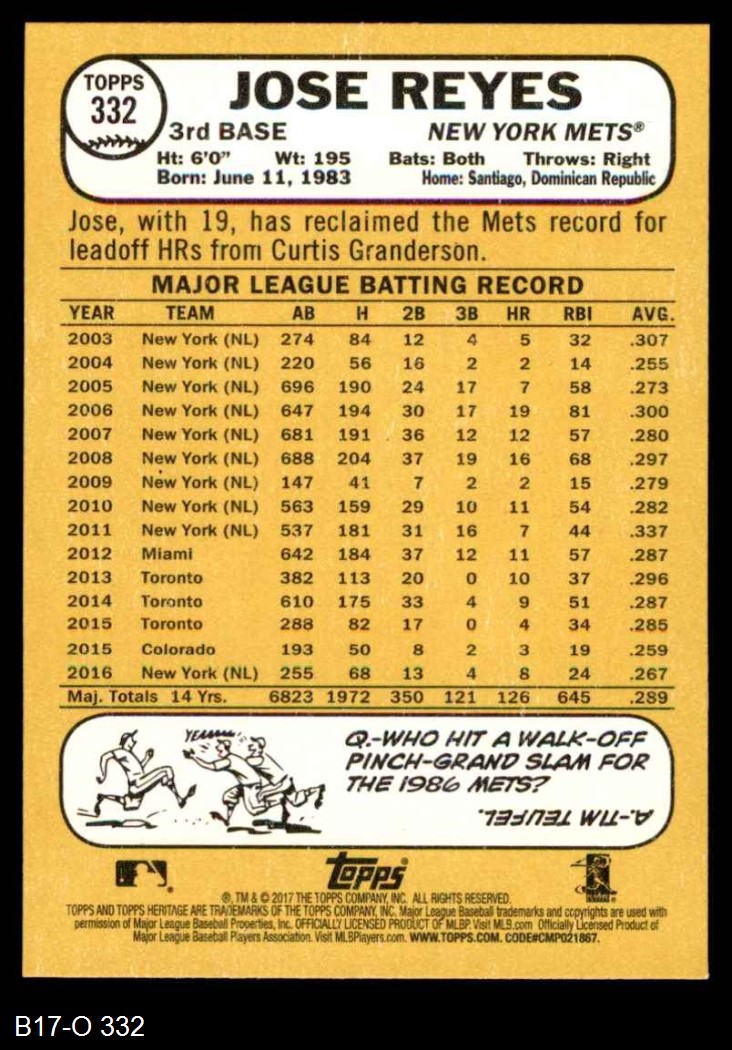 TOPPS
332
JOSE REYES
3rd BASE NEW YORK METS®
Ht: 6'0" Wt: 195 Bats: Both Throws: Right
Born: June 11, 1983 Home: Santiago, Dominican Republic
Jose, with 19, has reclaimed the Mets record for
leadoff HRs from Curtis Granderson.
MAJOR LEAGUE BATTING RECORD
YEAR TEAM AB H 2B 3B HR RBI AVG.
2003 New York (NL) 274 84 12 4 5 32 .307
2004 New York (NL) 220 56 16 2 2 14 .255
2005 New York (NL) 696 190 24 17 7 58 .273
2006 New York (NL) 647 194 30 17 19 81 .300
2007 New York (NL) 681 191 36 12 12 57 .280
2008 New York (NL) 688 204 37 19 16 68 .297
2009 New York (NL) 147 41 7 2 2 15 .279
2010 New York (NL) 563 159 29 10 11 54 .282
2011 New York (NL) 537 181 31 16 7 44 .337
2012 Miami 642 184 37 12 11 57 .287
2013 Toronto 382 113 20 0 10 37 .296
2014 Toronto 610 175 33 4 9 51 .287
2015 Toronto 288 82 17 0 4 34 .285
2015 Colorado 193 50 8 2 3 19 .259
2016 New York (NL) 255 68 13 4 8 24 .267
Maj. Totals 14 Yrs. 6823 1972 350 121 126 645 .289
Q.-WHO HIT A WALK-OFF
PINCH-GRAND SLAM FOR
THE 1986 METS?
A.-TIM TEUFEL.
Topps
®, TM & © 2017 THE TOPPS COMPANY, INC. ALL RIGHTS RESERVED.
TOPPS AND TOPPS HERITAGE ARE TRADEMARKS OF THE TOPPS COMPANY, INC. Major League Baseball trademarks and copyrights are used with
permission of Major League Baseball Properties, Inc. OFFICIALLY LICENSED PRODUCT OF MLBP. Visit MLB.com Officially Licensed Product of
Major League Baseball Players Association. Visit MLBPlayers.com. WWW.TOPPS.COM. CODE#CMP021867.
B17-O 332